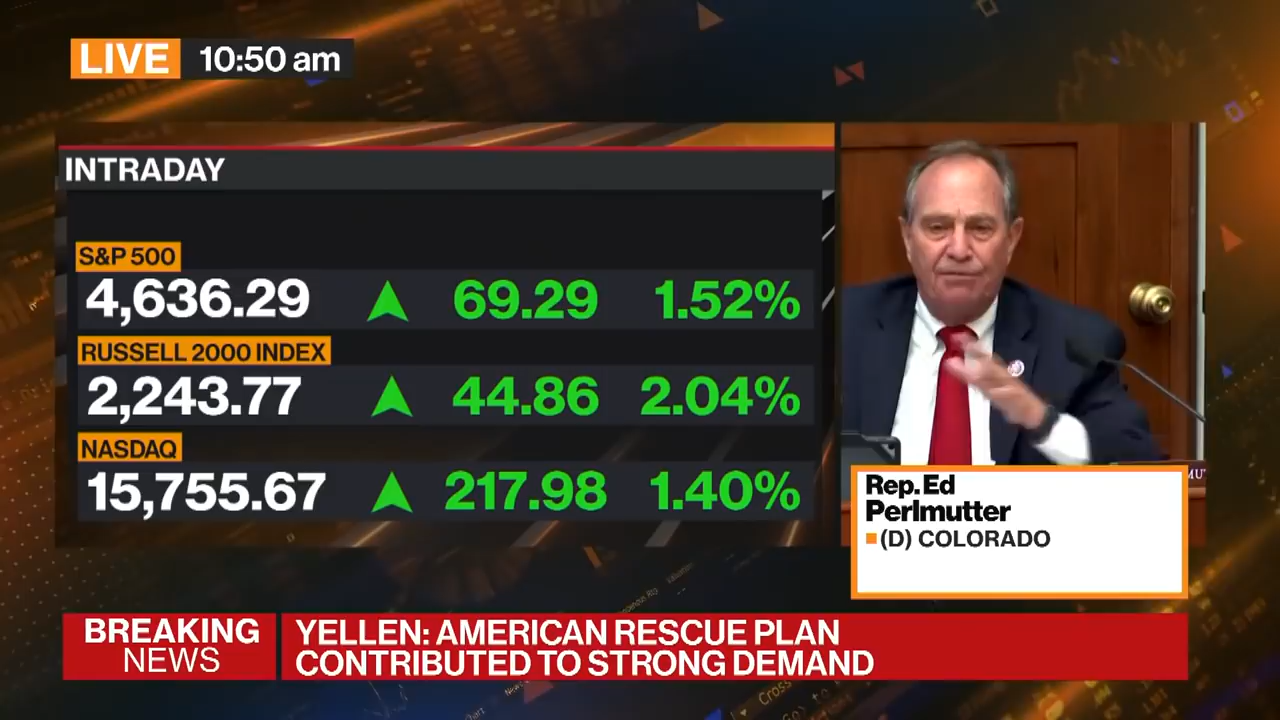 LIVE 10:50 am
INTRADAY
S&P 500
4,636.29 69.29 1.52%
RUSSELL 2000 INDEX
2,243.77 44.86 2.04%
NASDAQ
15,755.67 217.98 1.40%
MU
Rep. Ed
Perlmutter
(D) COLORADO
BREAKING
NEWS
YELLEN: AMERICAN RESCUE PLAN
CONTRIBUTED TO STRONG DEMAND
Cross